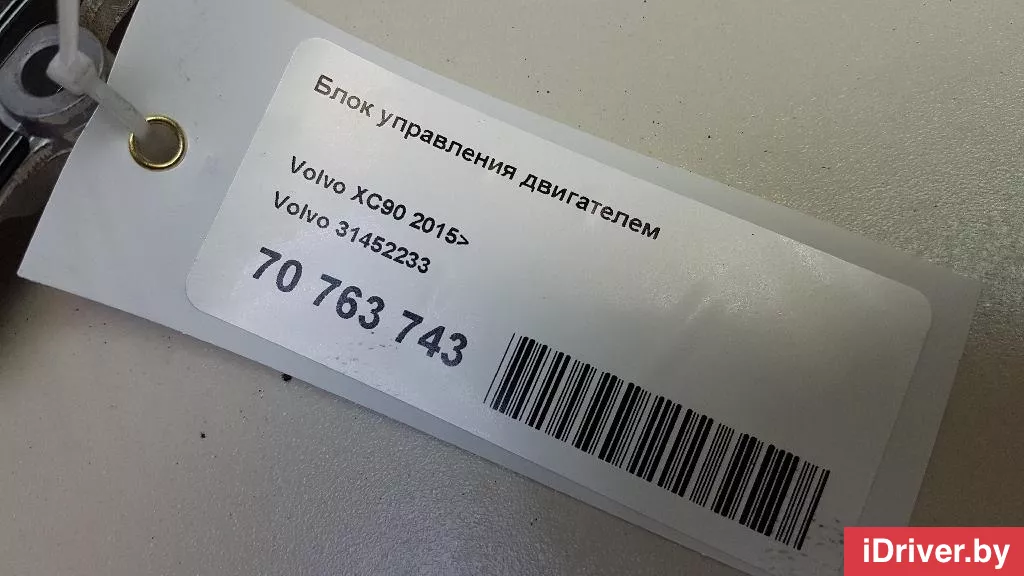 Блок управления двигателем
Volvo XC90 2015>
Volvo 31452233
70 763 743
iDriver.by